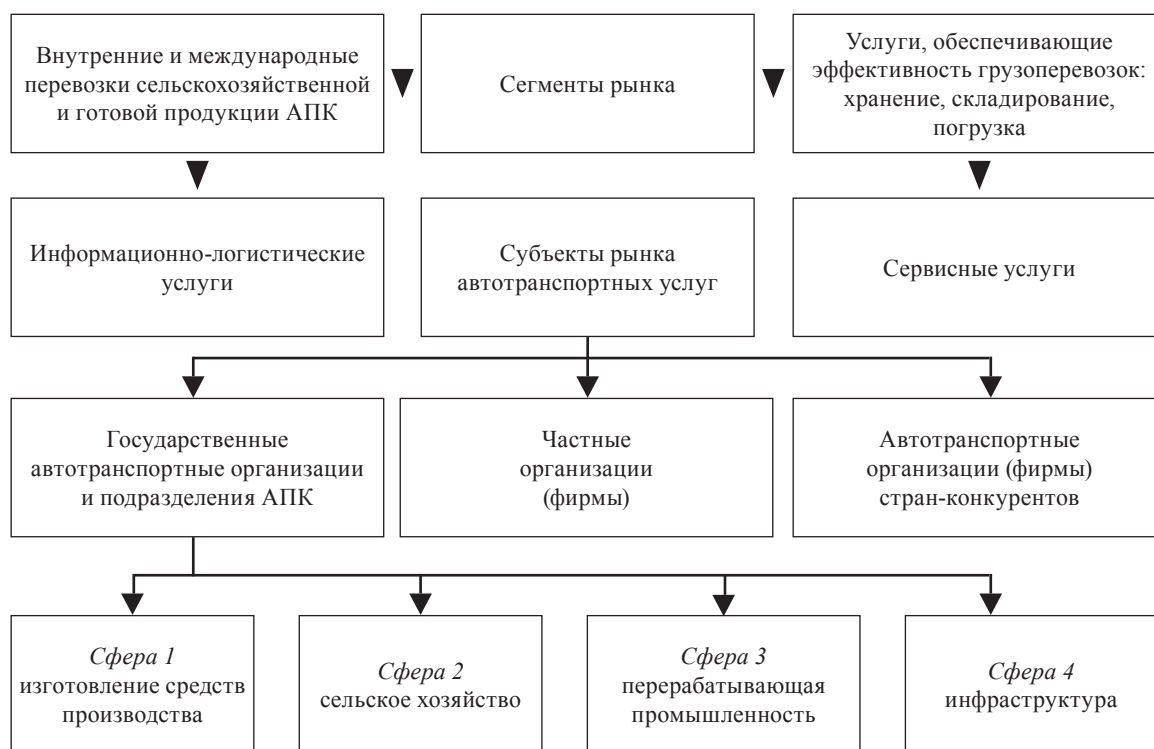 Внутренние и международные
перевозки сельскохозяйственной
и готовой продукции АПК
Сегменты рынка
Услуги, обеспечивающие
эффективность грузоперевозок:
хранение, складирование,
погрузка
Информационно-логистические
услуги
Субъекты рынка
автотранспортных услуг
Сервисные услуги
Государственные
автотранспортные организации
и подразделения АПК
Частные
организации
(фирмы)
Автотранспортные
организации (фирмы)
стран-конкурентов
Сфера 1
изготовление средств
производства
Сфера 2
сельское хозяйство
Сфера 3
перерабатывающая
промышленность
Сфера 4
инфраструктура